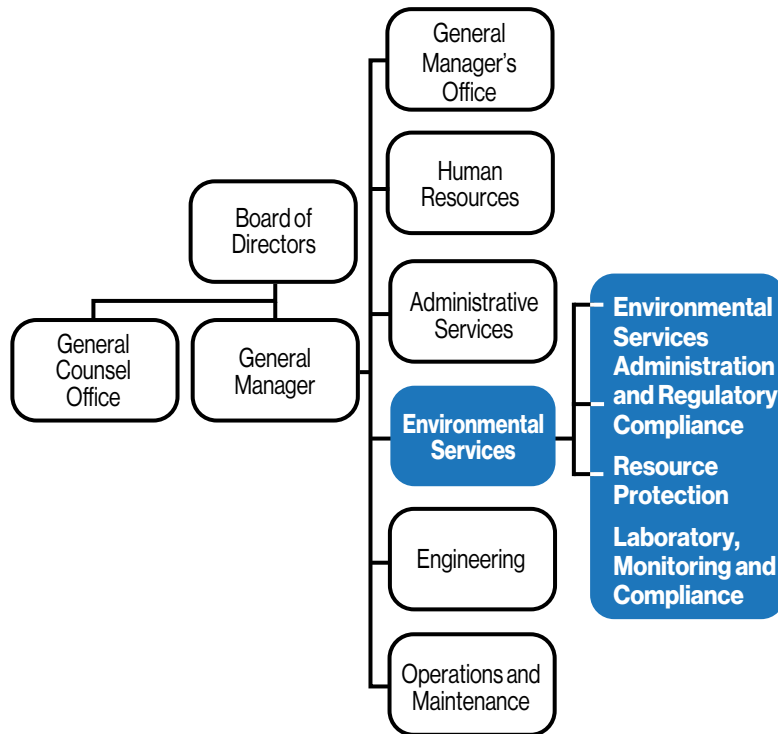 General
Manager’s
Office
Human
Resources
Board of
Directors
Administrative
Services
General
Counsel
Office
General
Manager
Environmental
Services
Environmental
Services
Administration
and Regulatory
Compliance
Resource
Protection
Laboratory,
Monitoring and
Compliance
Engineering
Operations and
Maintenance